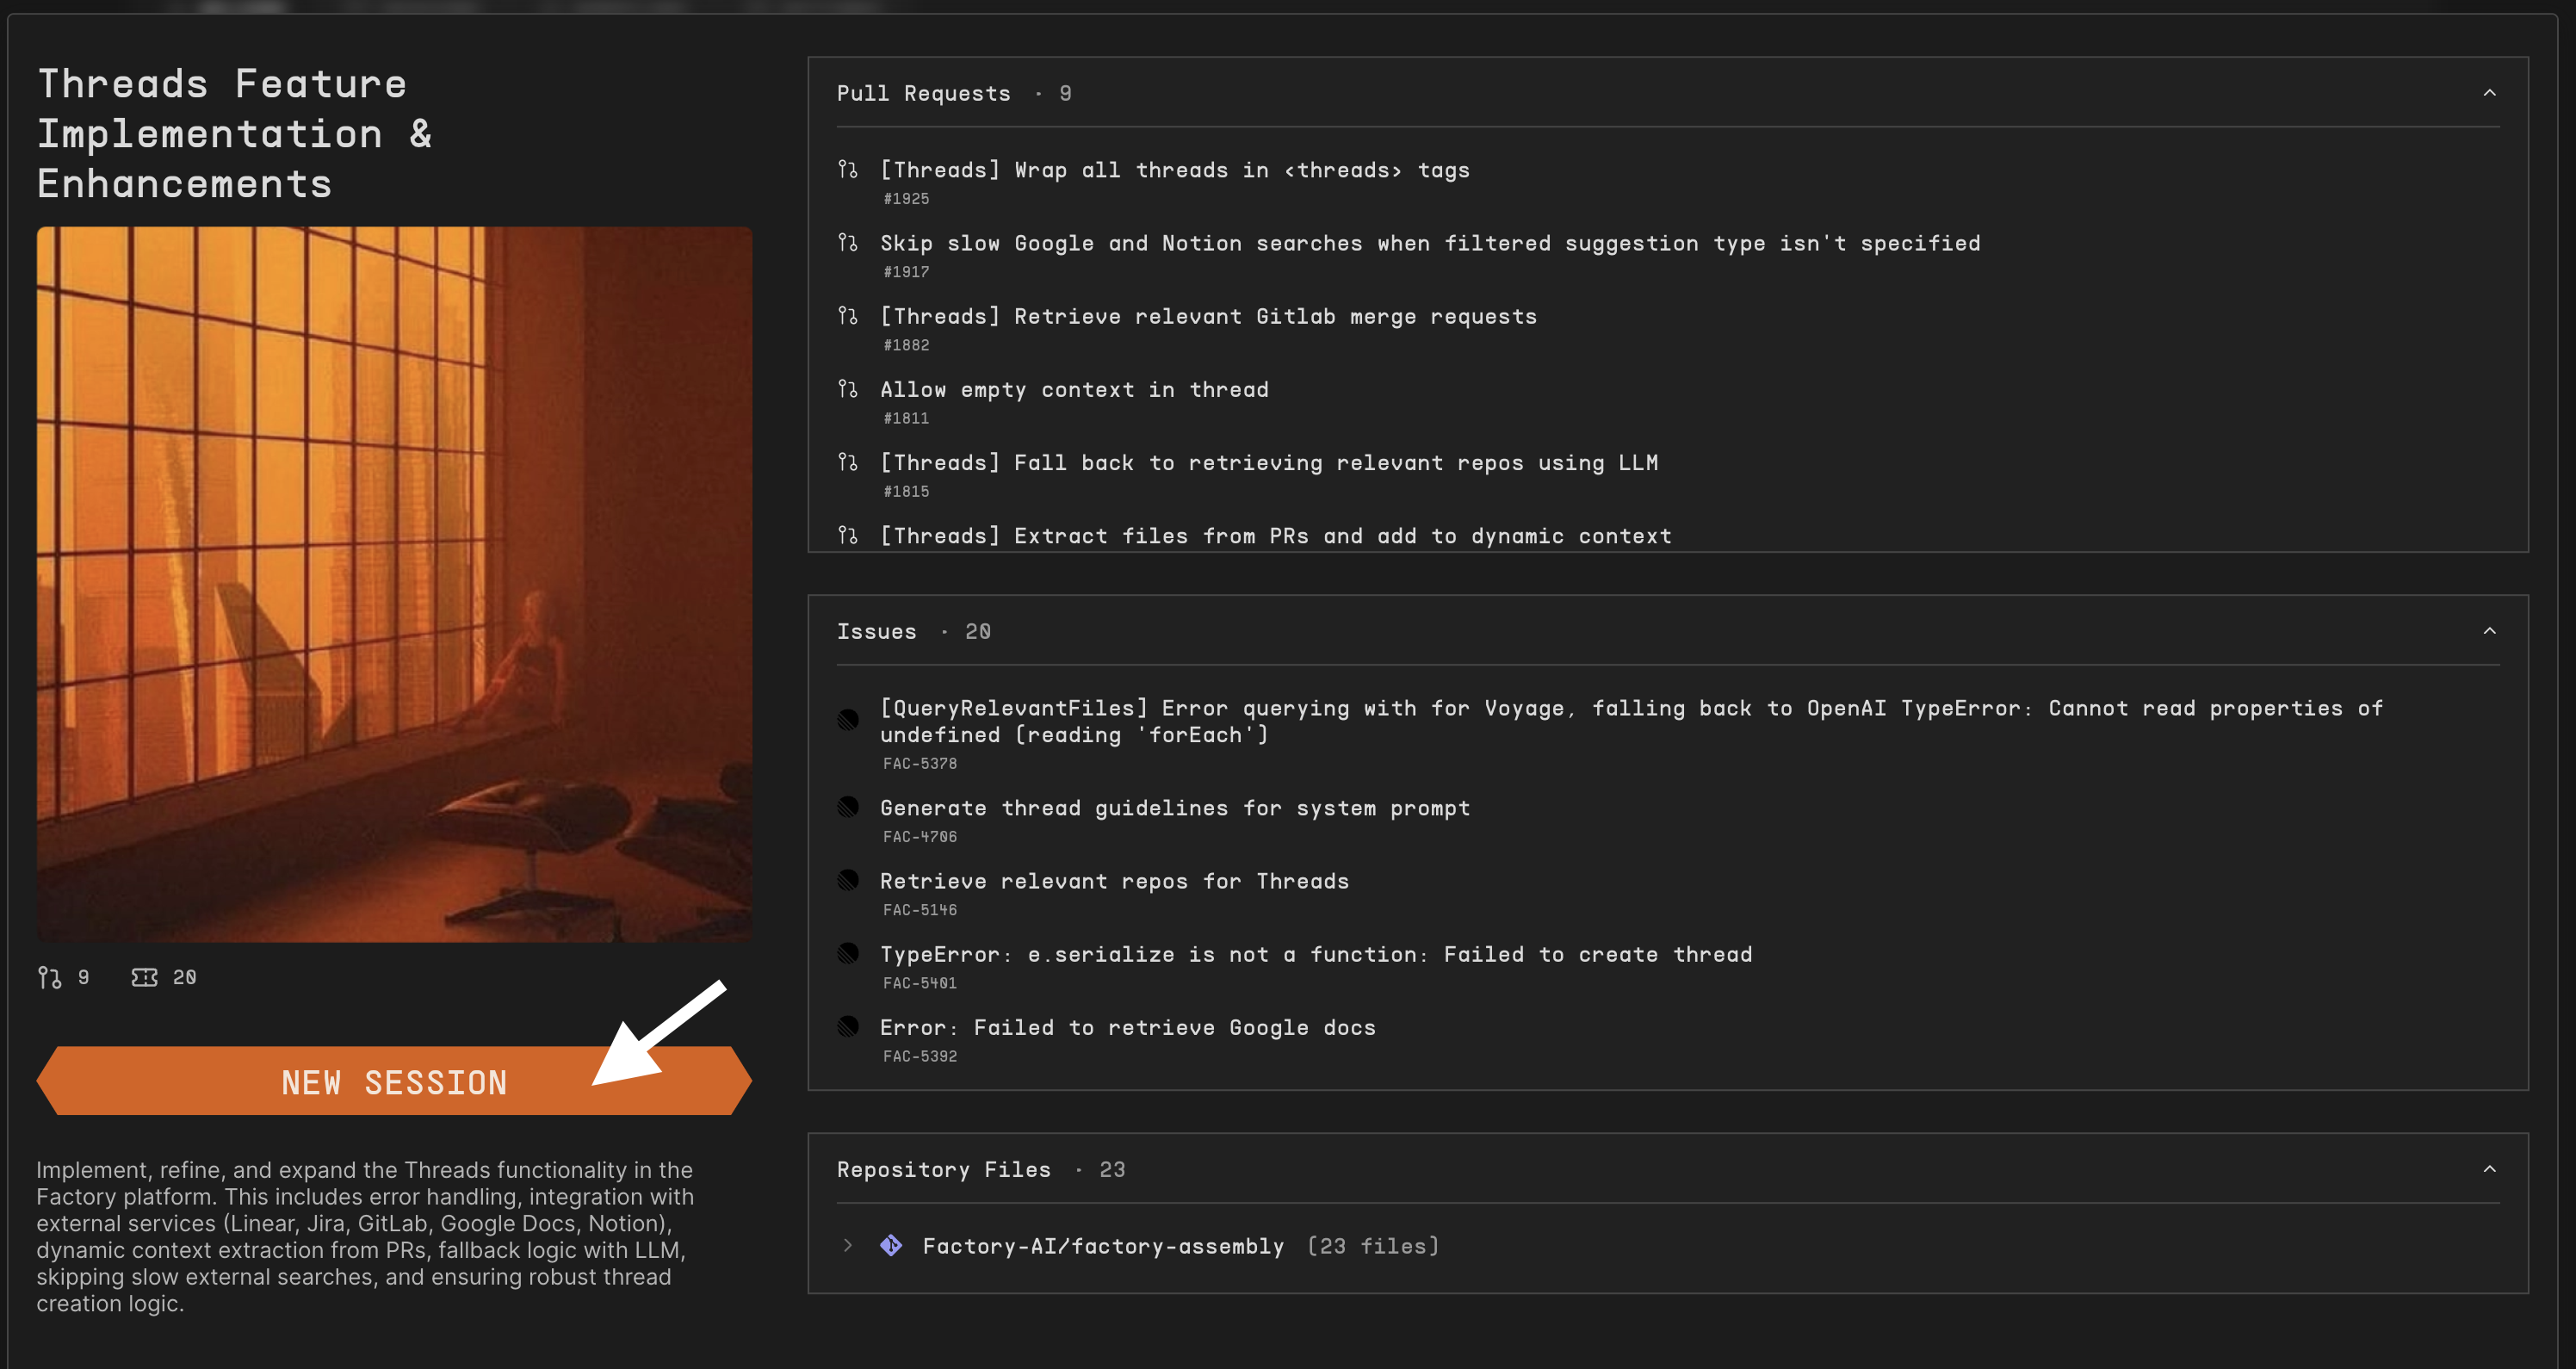 Threads Feature
Implementation &
Enhancements
9
20
NEW SESSION
Implement, refine, and expand the Threads functionality in the
Factory platform. This includes error handling, integration with
external services (Linear, Jira, GitLab, Google Docs, Notion),
dynamic context extraction from PRs, fallback logic with LLM,
skipping slow external searches, and ensuring robust thread
creation logic.
Pull Requests · 9
[Threads] Wrap all threads in <threads> tags
#1925
Skip slow Google and Notion searches when filtered suggestion type isn't specified
#1917
[Threads] Retrieve relevant Gitlab merge requests
#1882
Allow empty context in thread
#1811
[Threads] Fall back to retrieving relevant repos using LLM
#1815
[Threads] Extract files from PRs and add to dynamic context
Issues · 20
[QueryRelevantFiles] Error querying with for Voyage, falling back to OpenAI TypeError: Cannot read properties of
undefined (reading 'forEach')
FAC-5378
Generate thread guidelines for system prompt
FAC-4706
Retrieve relevant repos for Threads
FAC-5146
TypeError: e.serialize is not a function: Failed to create thread
FAC-5401
Error: Failed to retrieve Google docs
FAC-5392
Repository Files · 23
Factory-AI/factory-assembly (23 files)